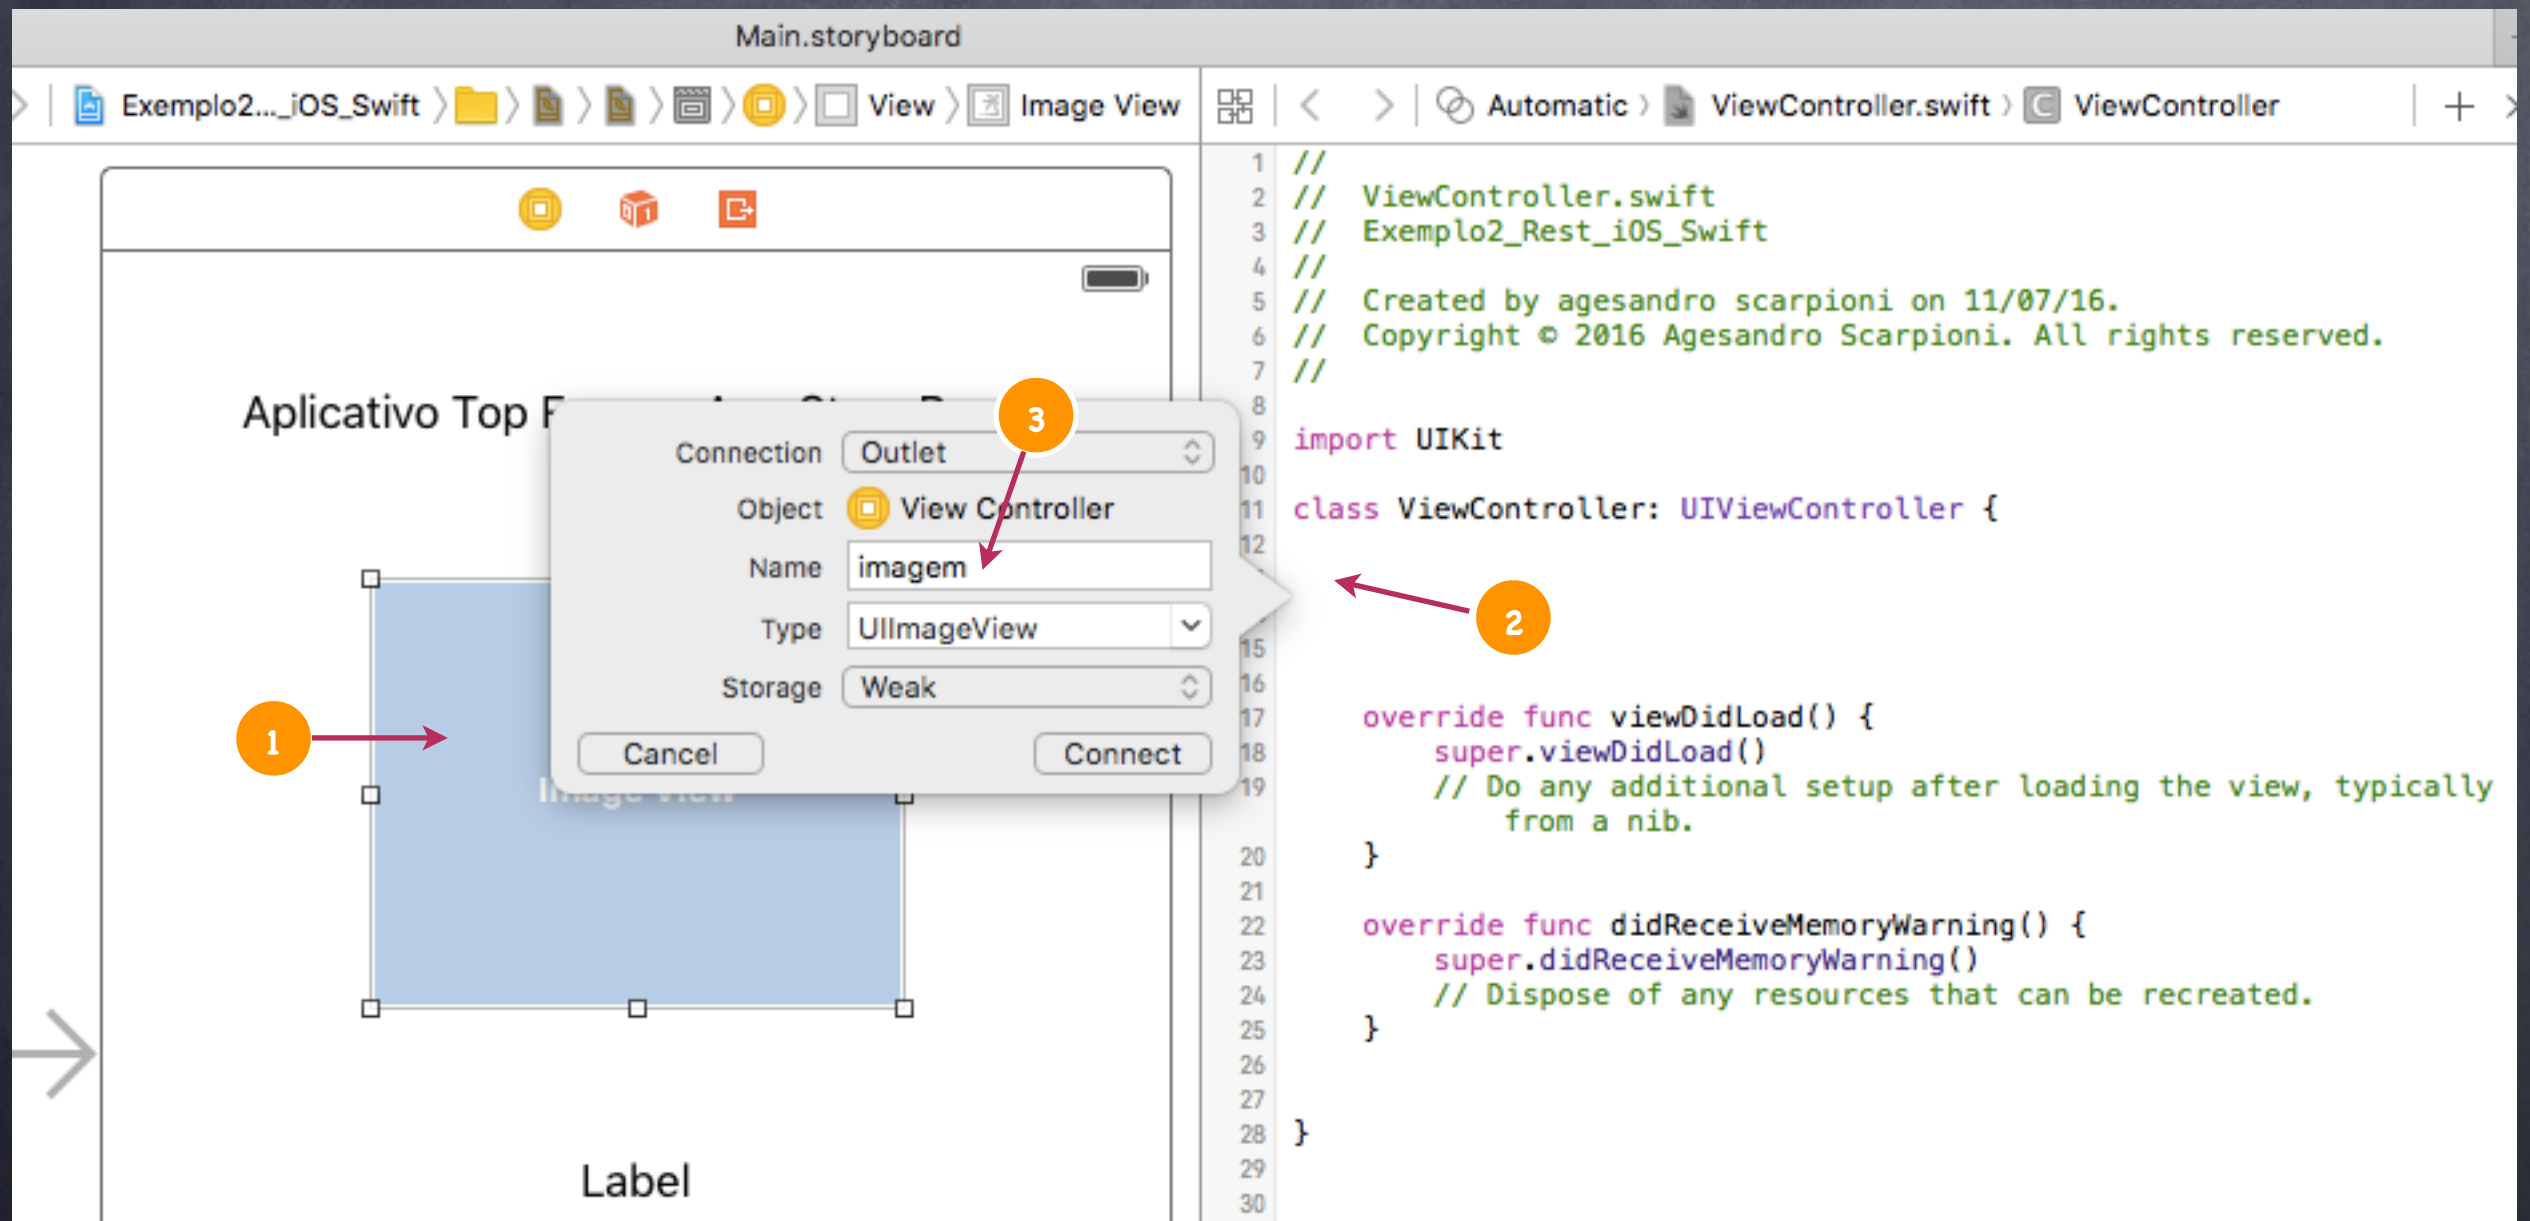 Main.storyboard
Exemplo2..._iOS_Swift View Image View
Automatic ViewController.swift C ViewController
Aplicativo Top
3
Connection Outlet
Object View Controller
Name imagem
Type UIImageView
Storage Weak
Cancel Connect
1
2
Image View
Label
1 //
2 // ViewController.swift
3 // Exemplo2_Rest_iOS_Swift
4 //
5 // Created by agesandro scarpioni on 11/07/16.
6 // Copyright © 2016 Agesandro Scarpioni. All rights reserved.
7 //
8
9 import UIKit
10
11 class ViewController: UIViewController {
12
15
16
17 override func viewDidLoad() {
18 super.viewDidLoad()
19 // Do any additional setup after loading the view, typically
from a nib.
20 }
21
22 override func didReceiveMemoryWarning() {
23 super.didReceiveMemoryWarning()
24 // Dispose of any resources that can be recreated.
25 }
26
27
28 }
29
30